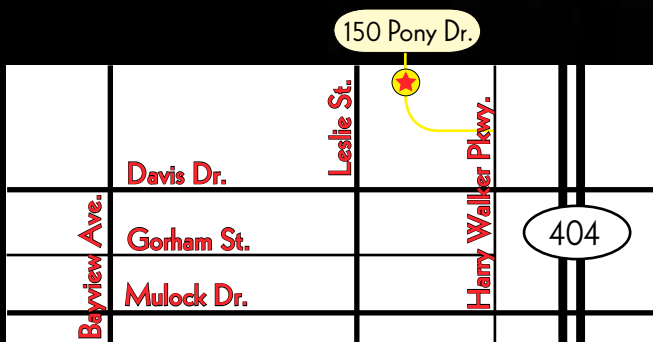 150 Pony Dr.
Leslie St.
Harry Walker Pkwy.
Davis Dr.
Bayview Ave.
Gorham St.
404
Mulock Dr.